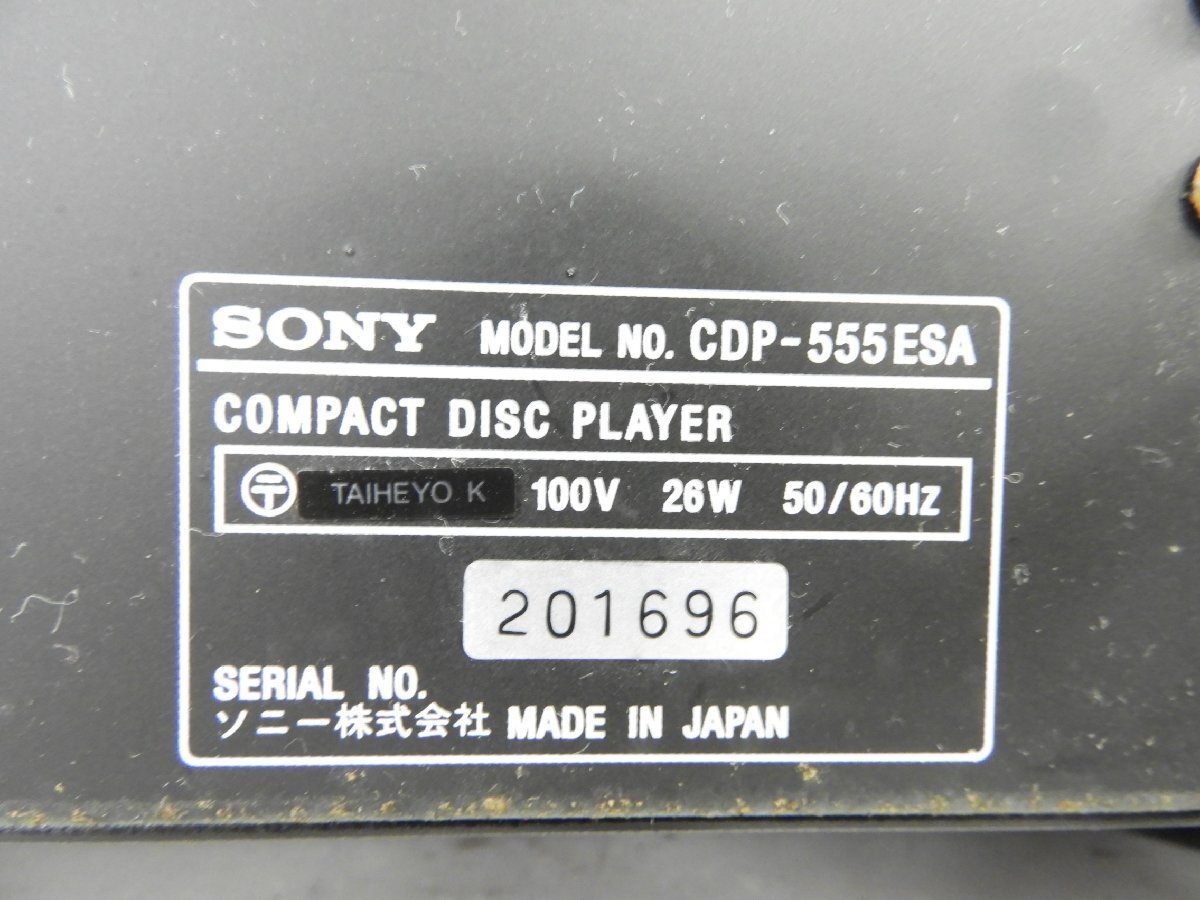 SONY MODEL NO. CDP-555ESA
COMPACT DISC PLAYER
〒 TAIHEYO K 100V 26W 50/60Hz
201696
SERIAL NO.
ソニー株式会社 MADE IN JAPAN